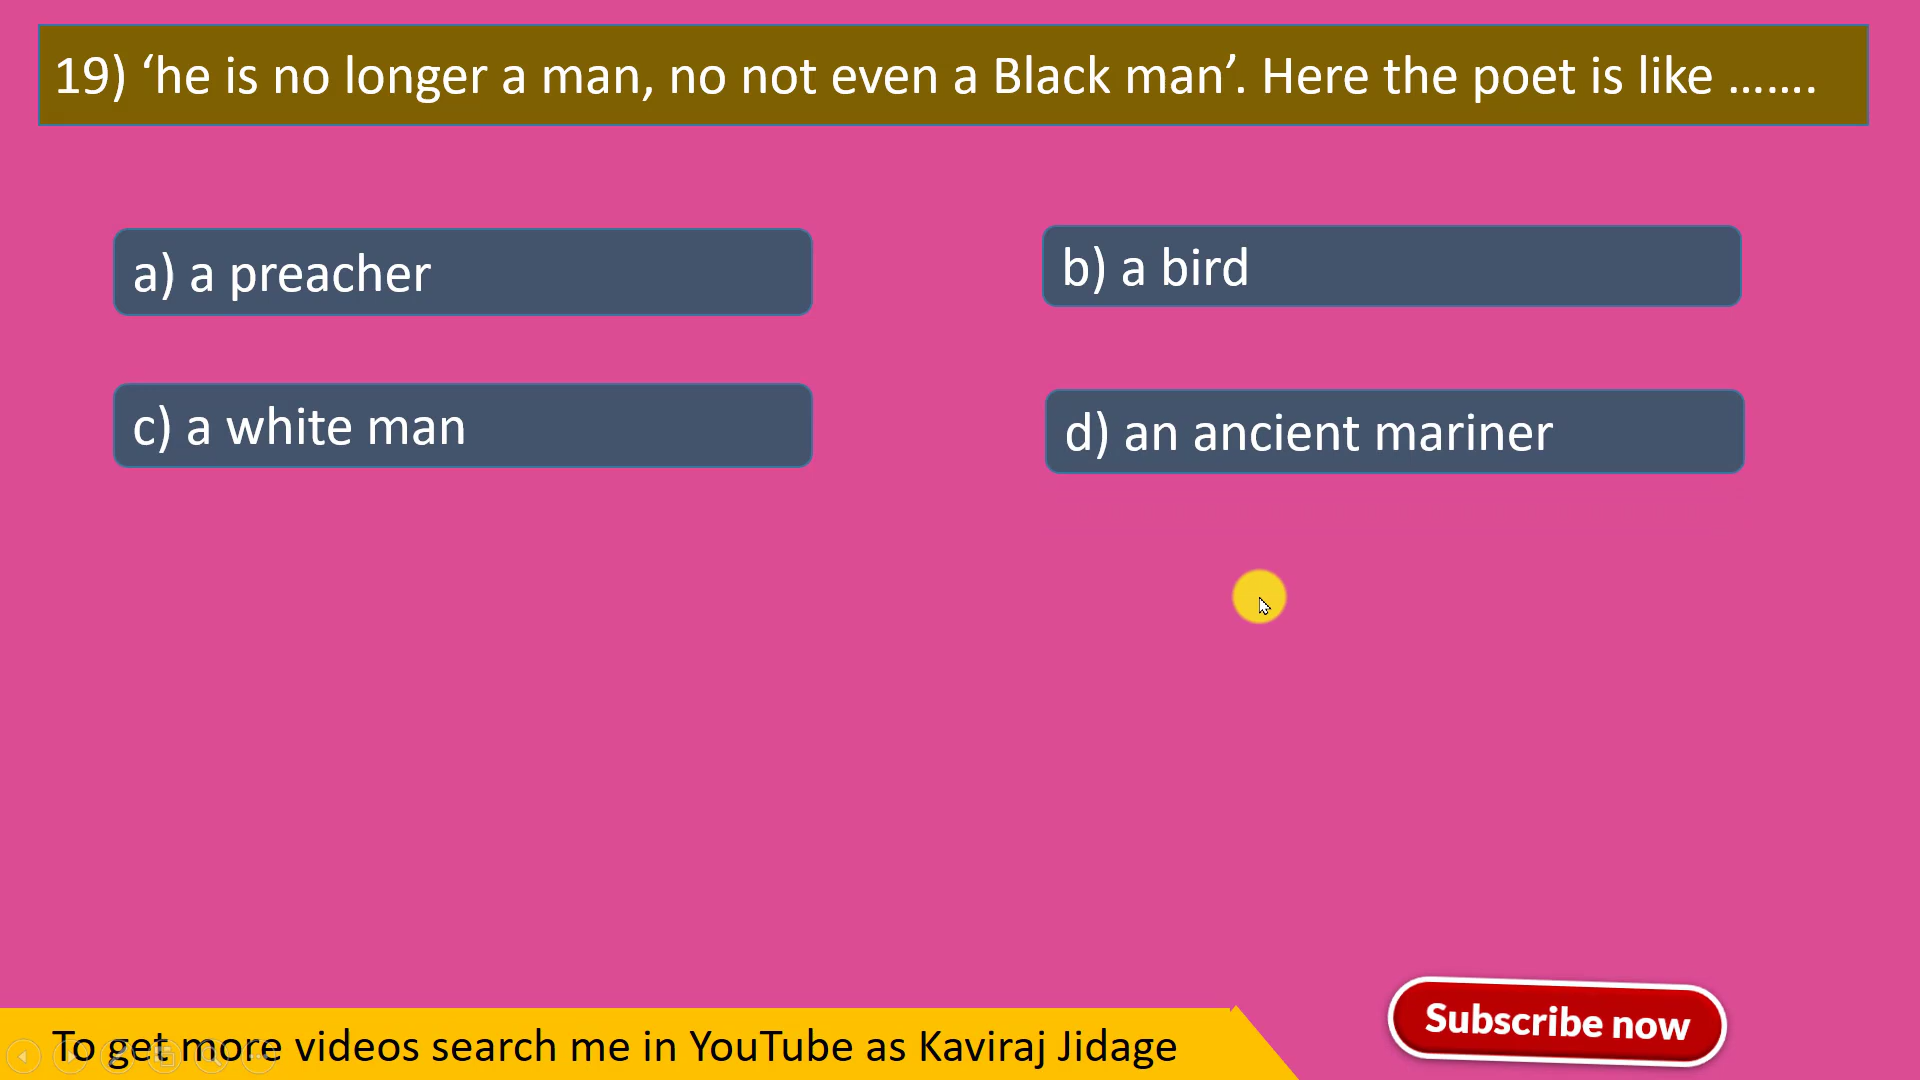 19) ‘he is no longer a man, no not even a Black man’. Here the poet is like …….
a) a preacher
b) a bird
c) a white man
d) an ancient mariner
To get more videos search me in YouTube as Kaviraj Jidage
Subscribe now